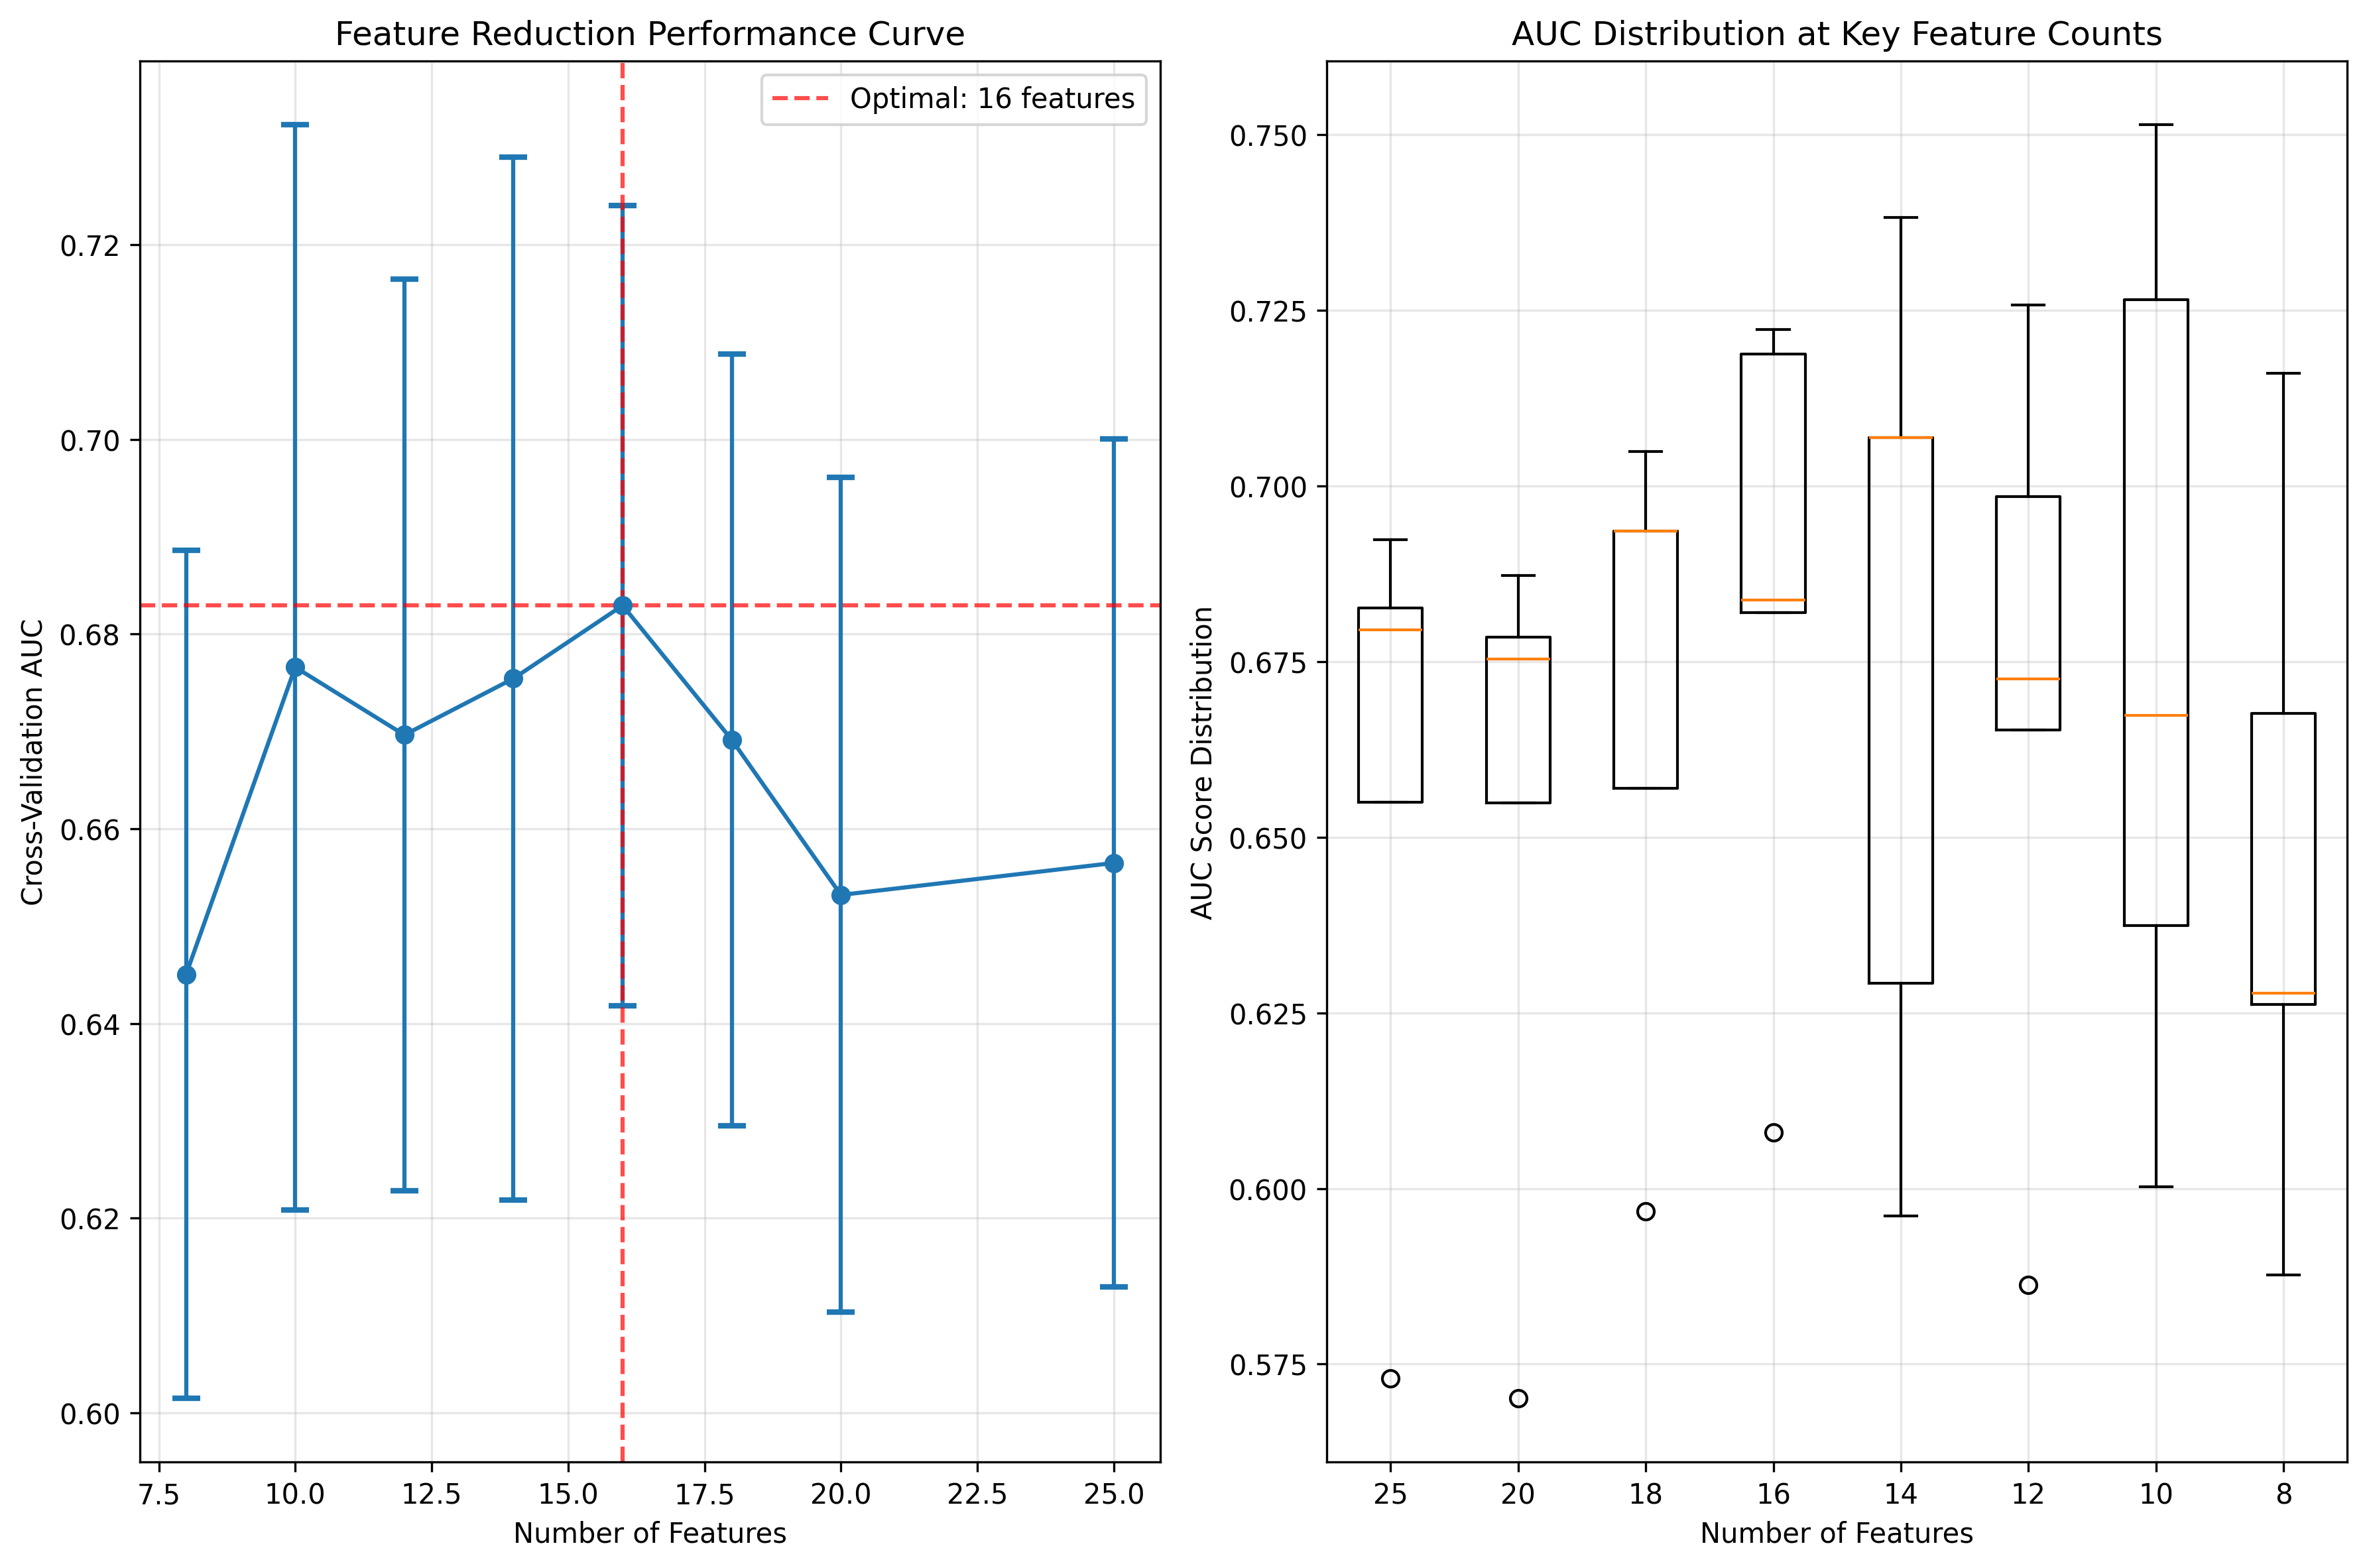 Feature Reduction Performance Curve
Optimal: 16 features
Cross-Validation AUC
0.72
0.70
0.68
0.66
0.64
0.62
0.60
7.5 10.0 12.5 15.0 17.5 20.0 22.5 25.0
Number of Features
AUC Distribution at Key Feature Counts
AUC Score Distribution
0.750
0.725
0.700
0.675
0.650
0.625
0.600
0.575
25 20 18 16 14 12 10 8
Number of Features